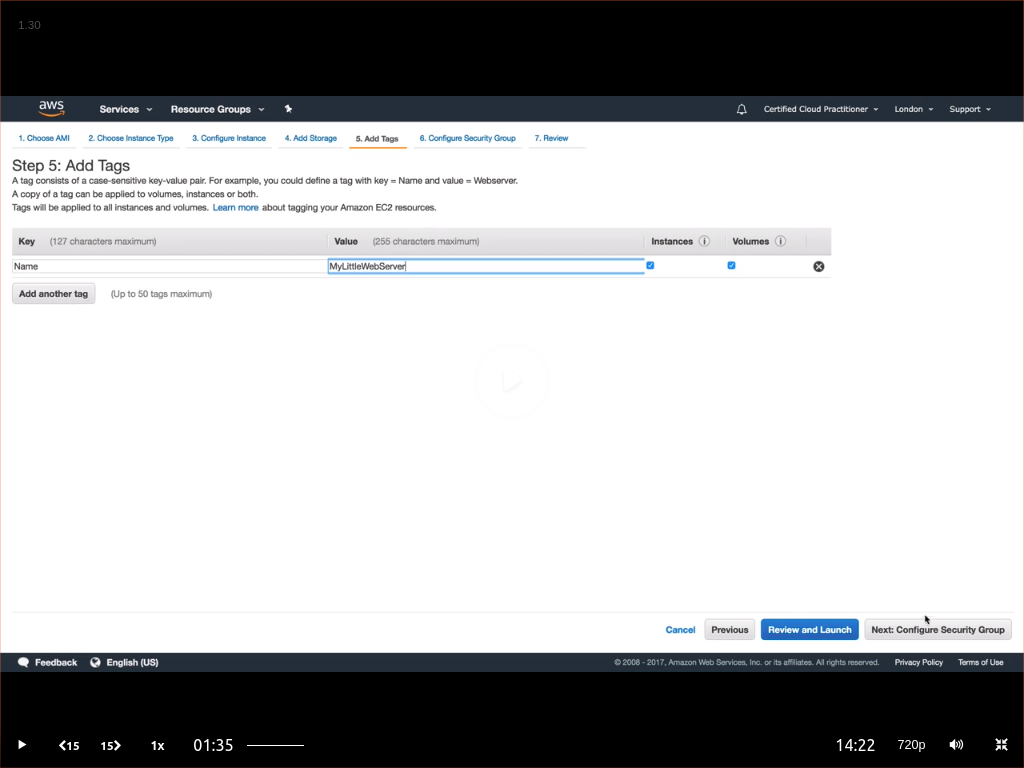 1.30
aws Services Resource Groups Certified Cloud Practitioner London Support
1. Choose AMI 2. Choose Instance Type 3. Configure Instance 4. Add Storage 5. Add Tags 6. Configure Security Group 7. Review
Step 5: Add Tags
A tag consists of a case-sensitive key-value pair. For example, you could define a tag with key = Name and value = Webserver.
A copy of a tag can be applied to volumes, instances or both.
Tags will be applied to all instances and volumes. Learn more about tagging your Amazon EC2 resources.
Key (127 characters maximum) Value (255 characters maximum) Instances i Volumes i
Name MyLittleWebServer
Add another tag (Up to 50 tags maximum)
Cancel Previous Review and Launch Next: Configure Security Group
Feedback English (US) © 2008 - 2017, Amazon Web Services, Inc. or its affiliates. All rights reserved. Privacy Policy Terms of Use
15 15 1x 01:35 14:22 720p